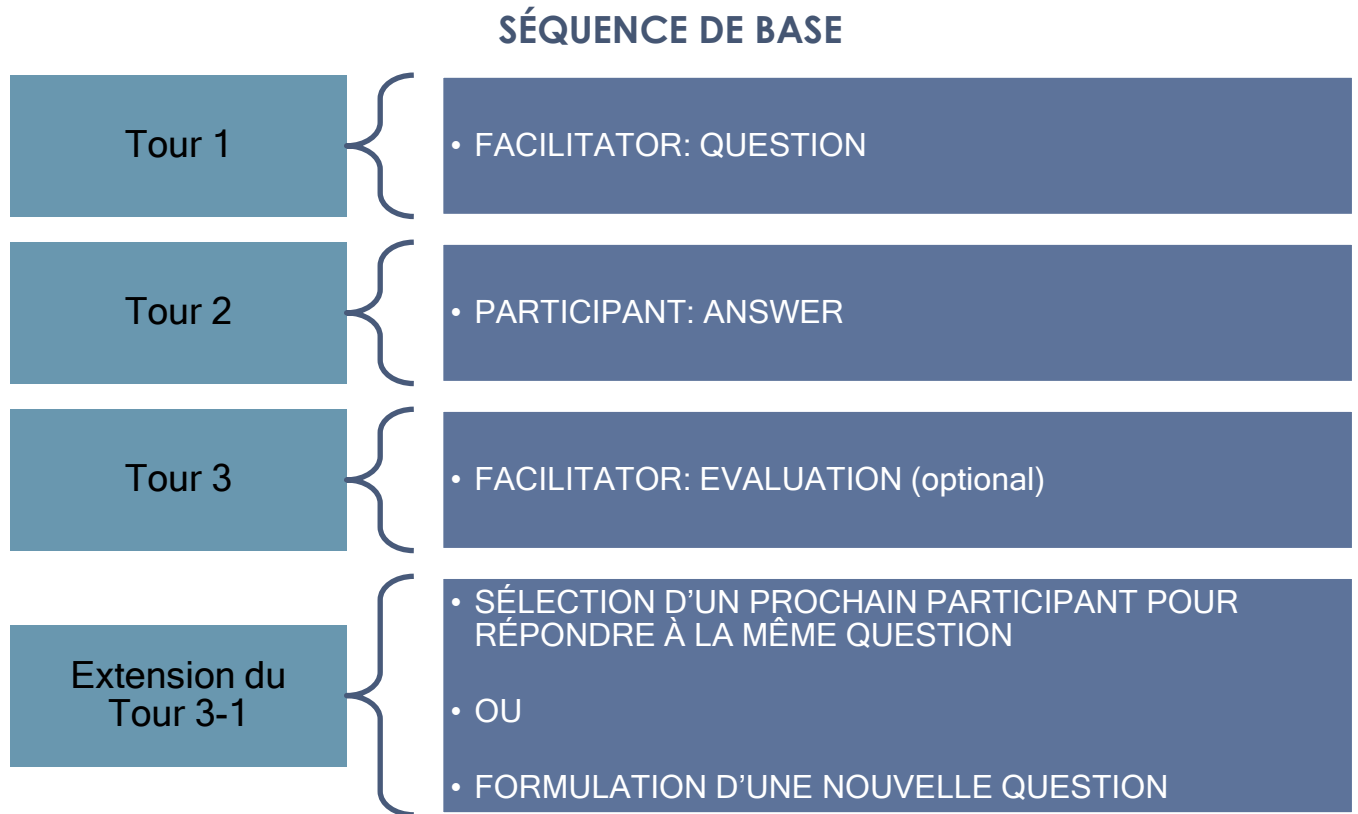 SÉQUENCE DE BASE
Tour 1
• FACILITATOR: QUESTION
Tour 2
• PARTICIPANT: ANSWER
Tour 3
• FACILITATOR: EVALUATION (optional)
Extension du
Tour 3-1
• SÉLECTION D’UN PROCHAIN PARTICIPANT POUR
RÉPONDRE À LA MÊME QUESTION
• OU
• FORMULATION D’UNE NOUVELLE QUESTION